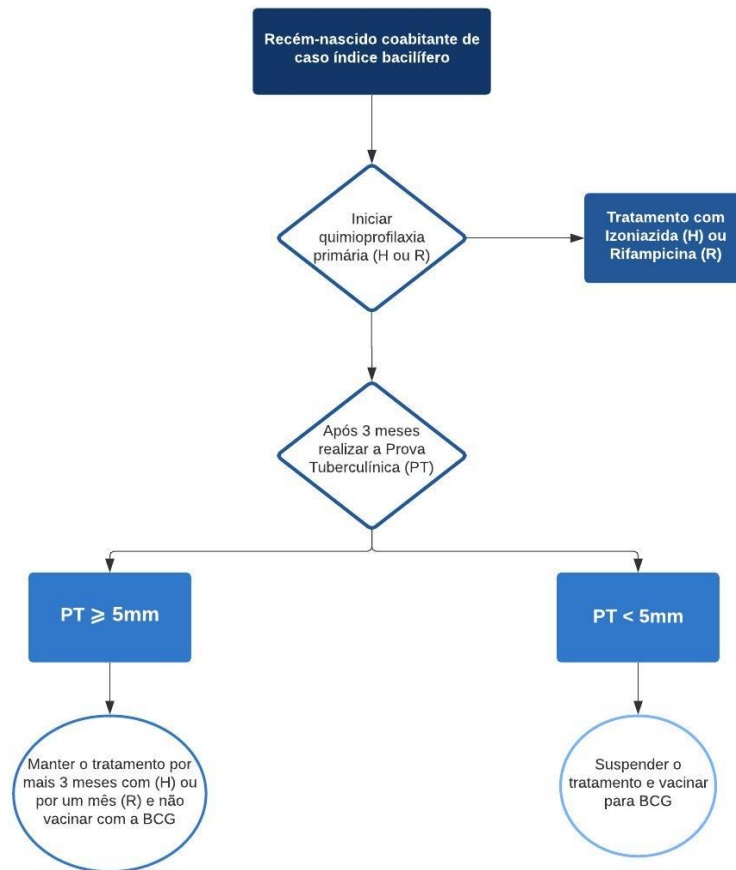 Recém-nascido coabitante de
caso índice bacilífero
Iniciar
quimioprofilaxia
primária (H ou R)
Tratamento com
Izoniazida (H) ou
Rifampicina (R)
Após 3 meses
realizar a Prova
Tuberculínica (PT)
PT ⩾ 5mm
PT < 5mm
Manter o tratamento por
mais 3 meses com (H) ou
por um mês (R) e não
vacinar com a BCG
Suspender o
tratamento e vacinar
para BCG